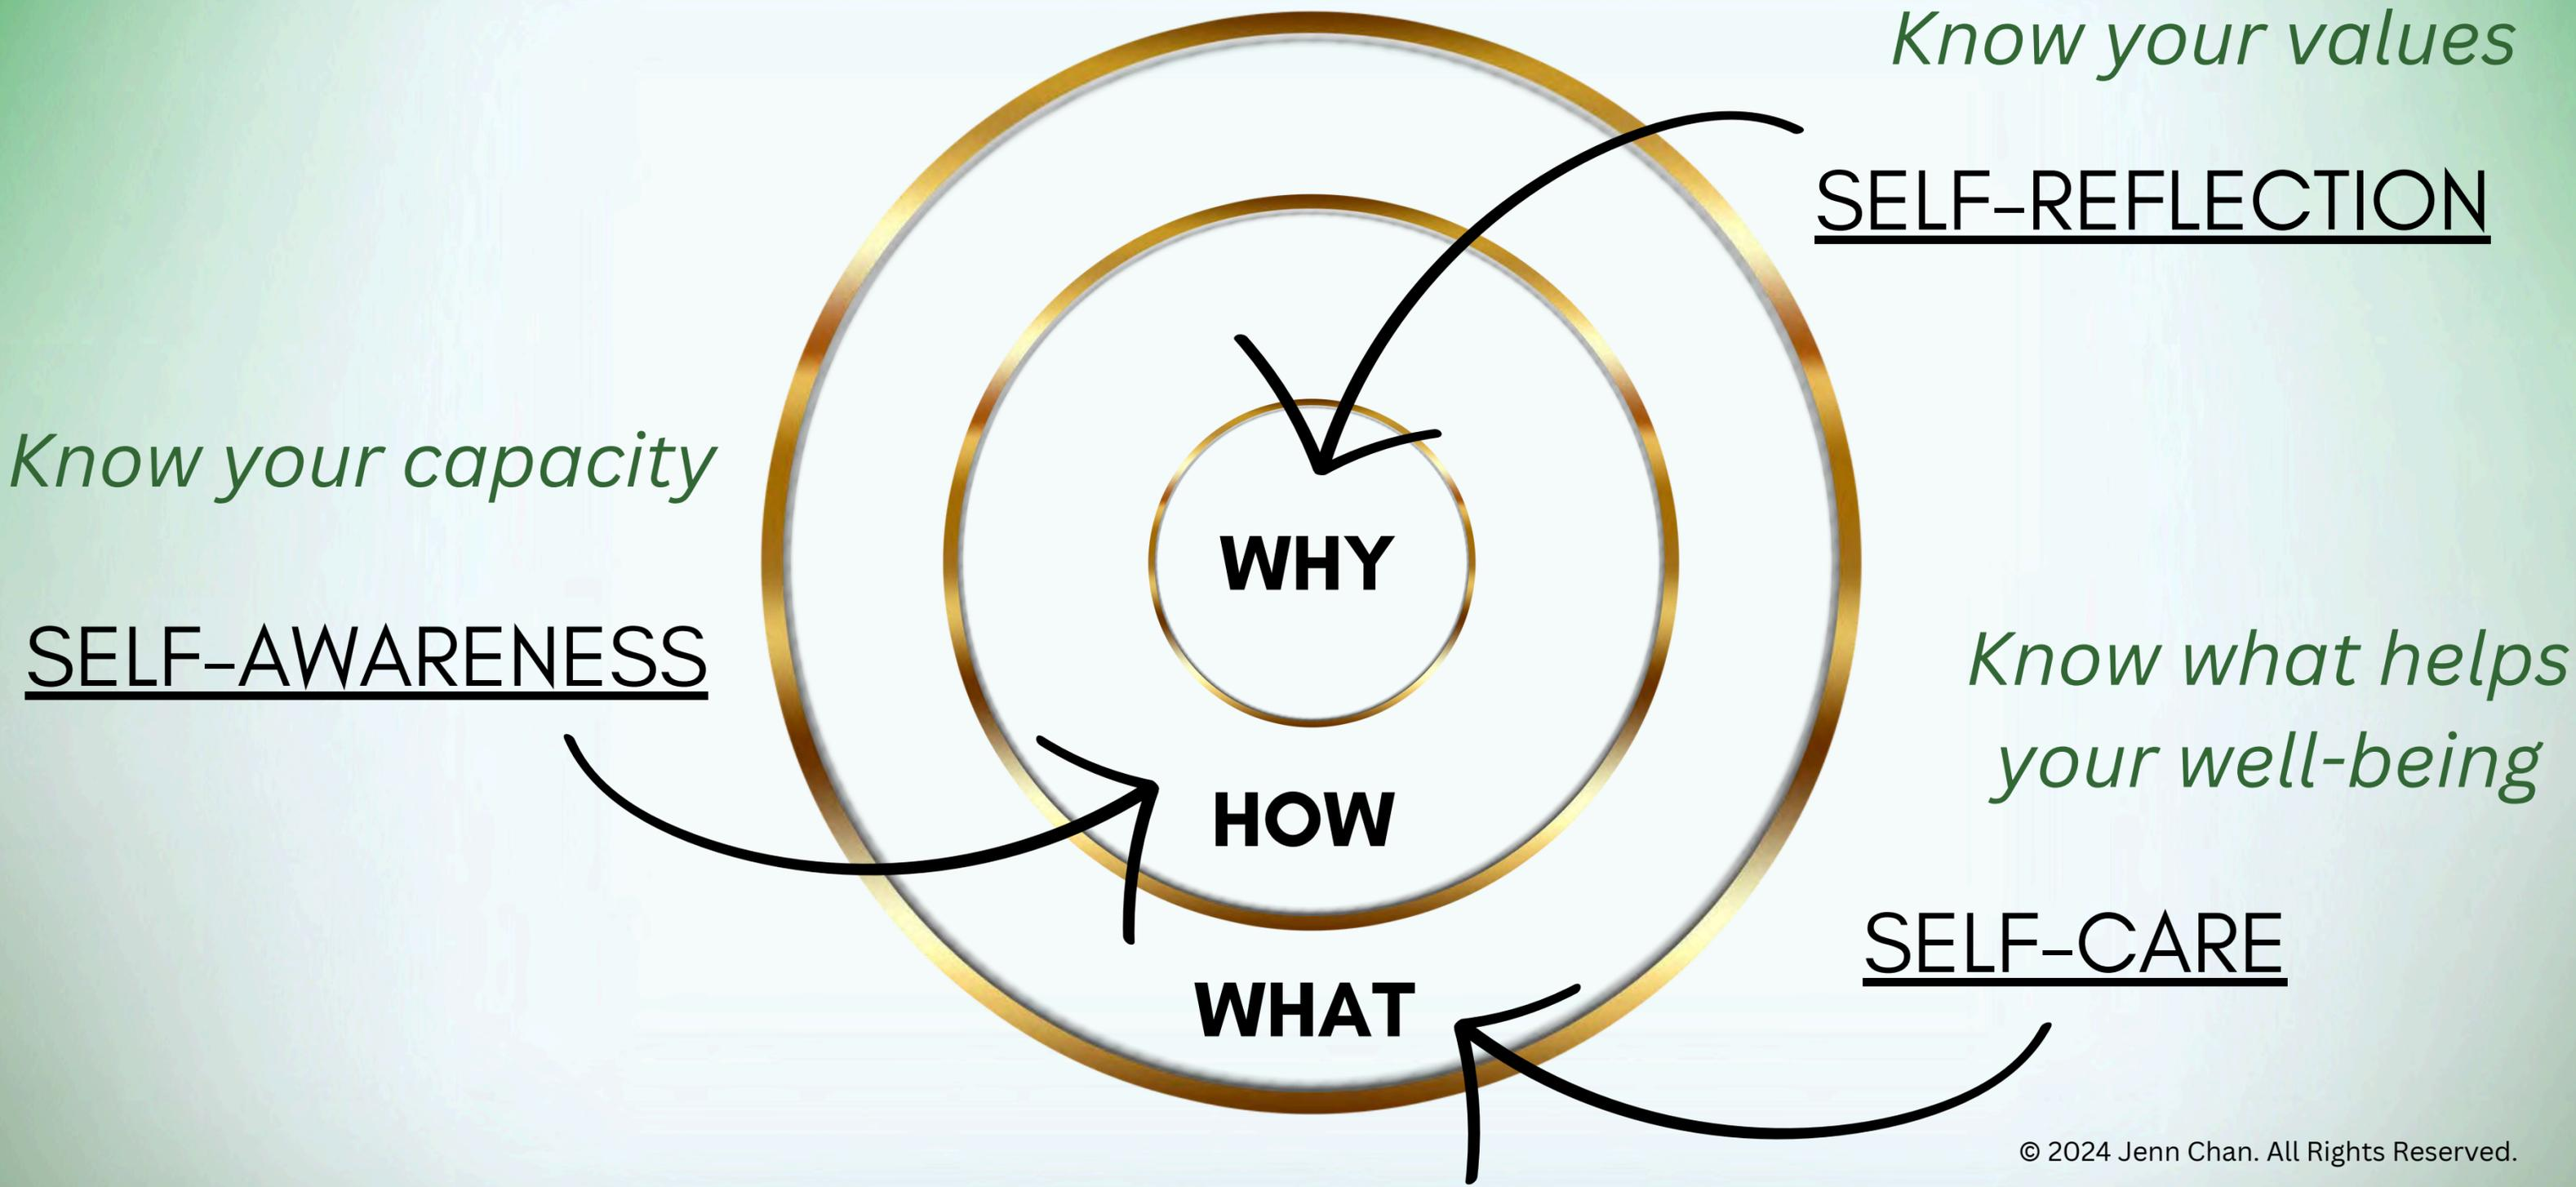 Know your values
SELF-REFLECTION
Know your capacity
SELF-AWARENESS
WHY
HOW
WHAT
Know what helps
your well-being
SELF-CARE
© 2024 Jenn Chan. All Rights Reserved.